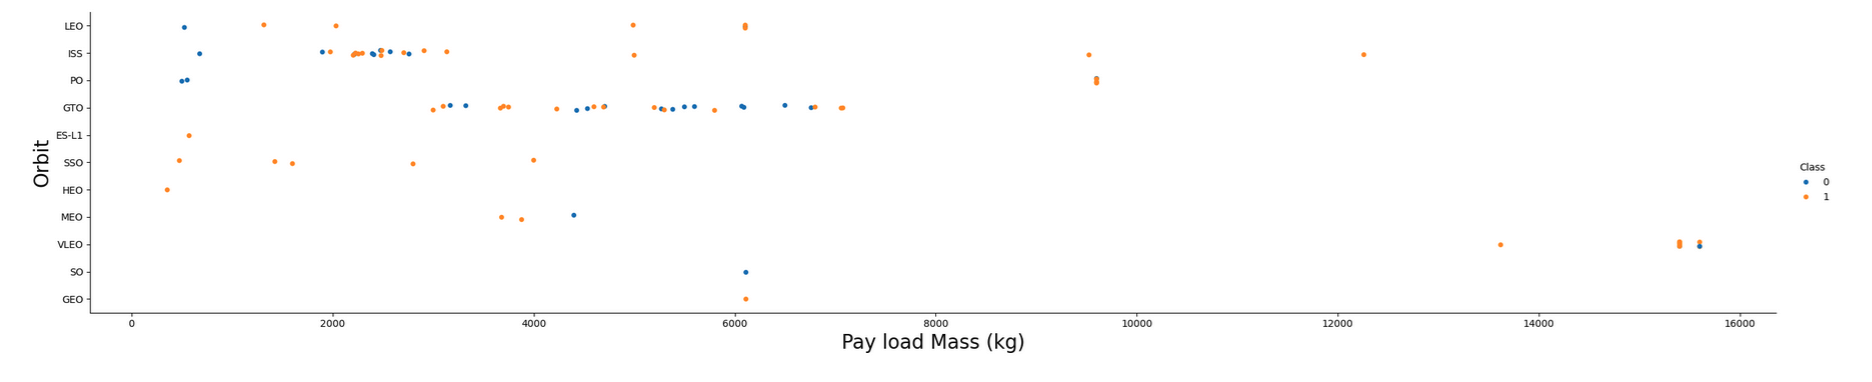 LEO
ISS
PO
GTO
ES-L1
SSO
HEO
MEO
VLEO
SO
GEO
Orbit
0 2000 4000 6000 8000 10000 12000 14000 16000
Pay load Mass (kg)
Class
0
1